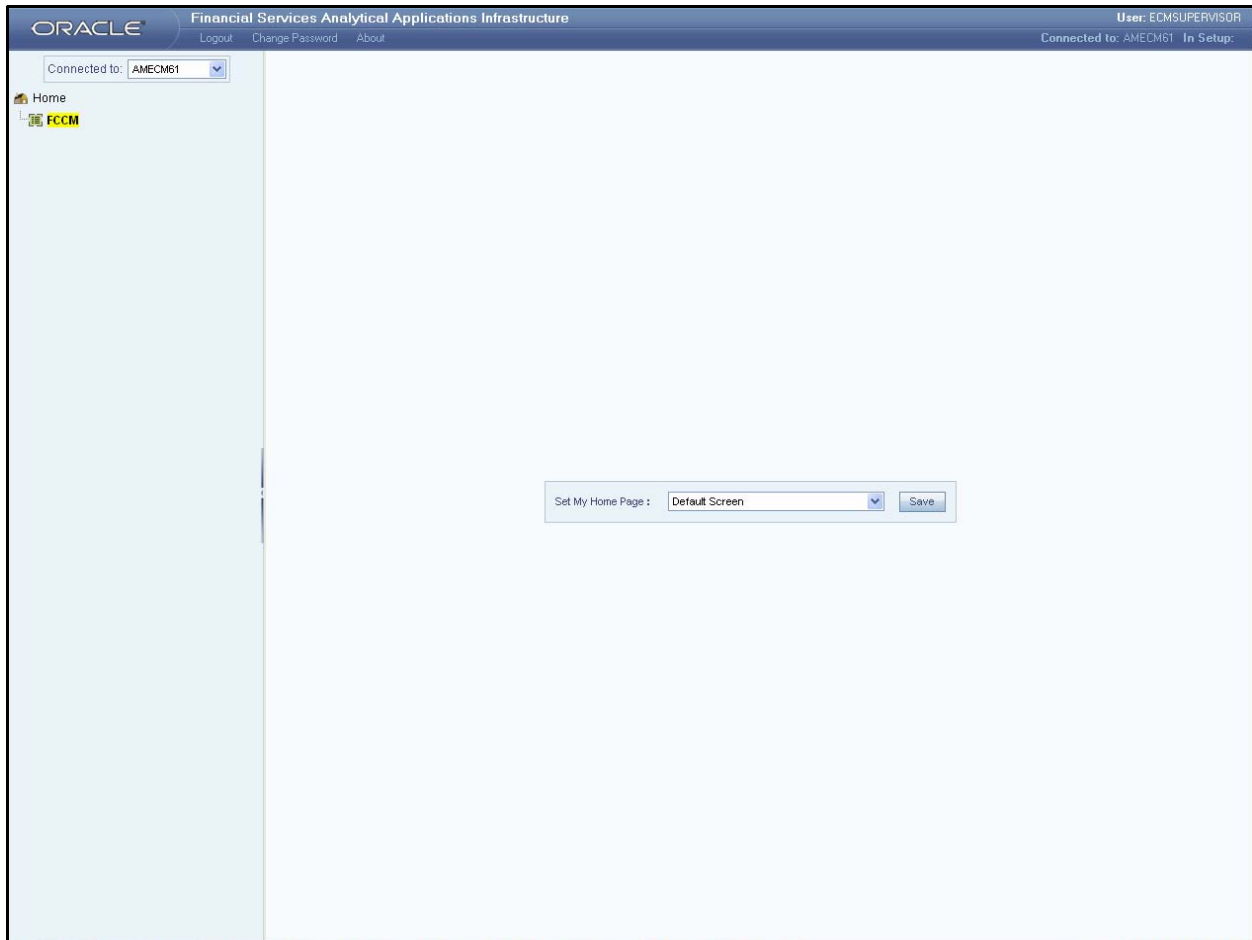 ORACLE
Financial Services Analytical Applications Infrastructure
User: ECMSUPERVISOR
Logout Change Password About
Connected to: AMECM61 In Setup:
Connected to: AMECM61
Home
FCCM
Set My Home Page : Default Screen Save